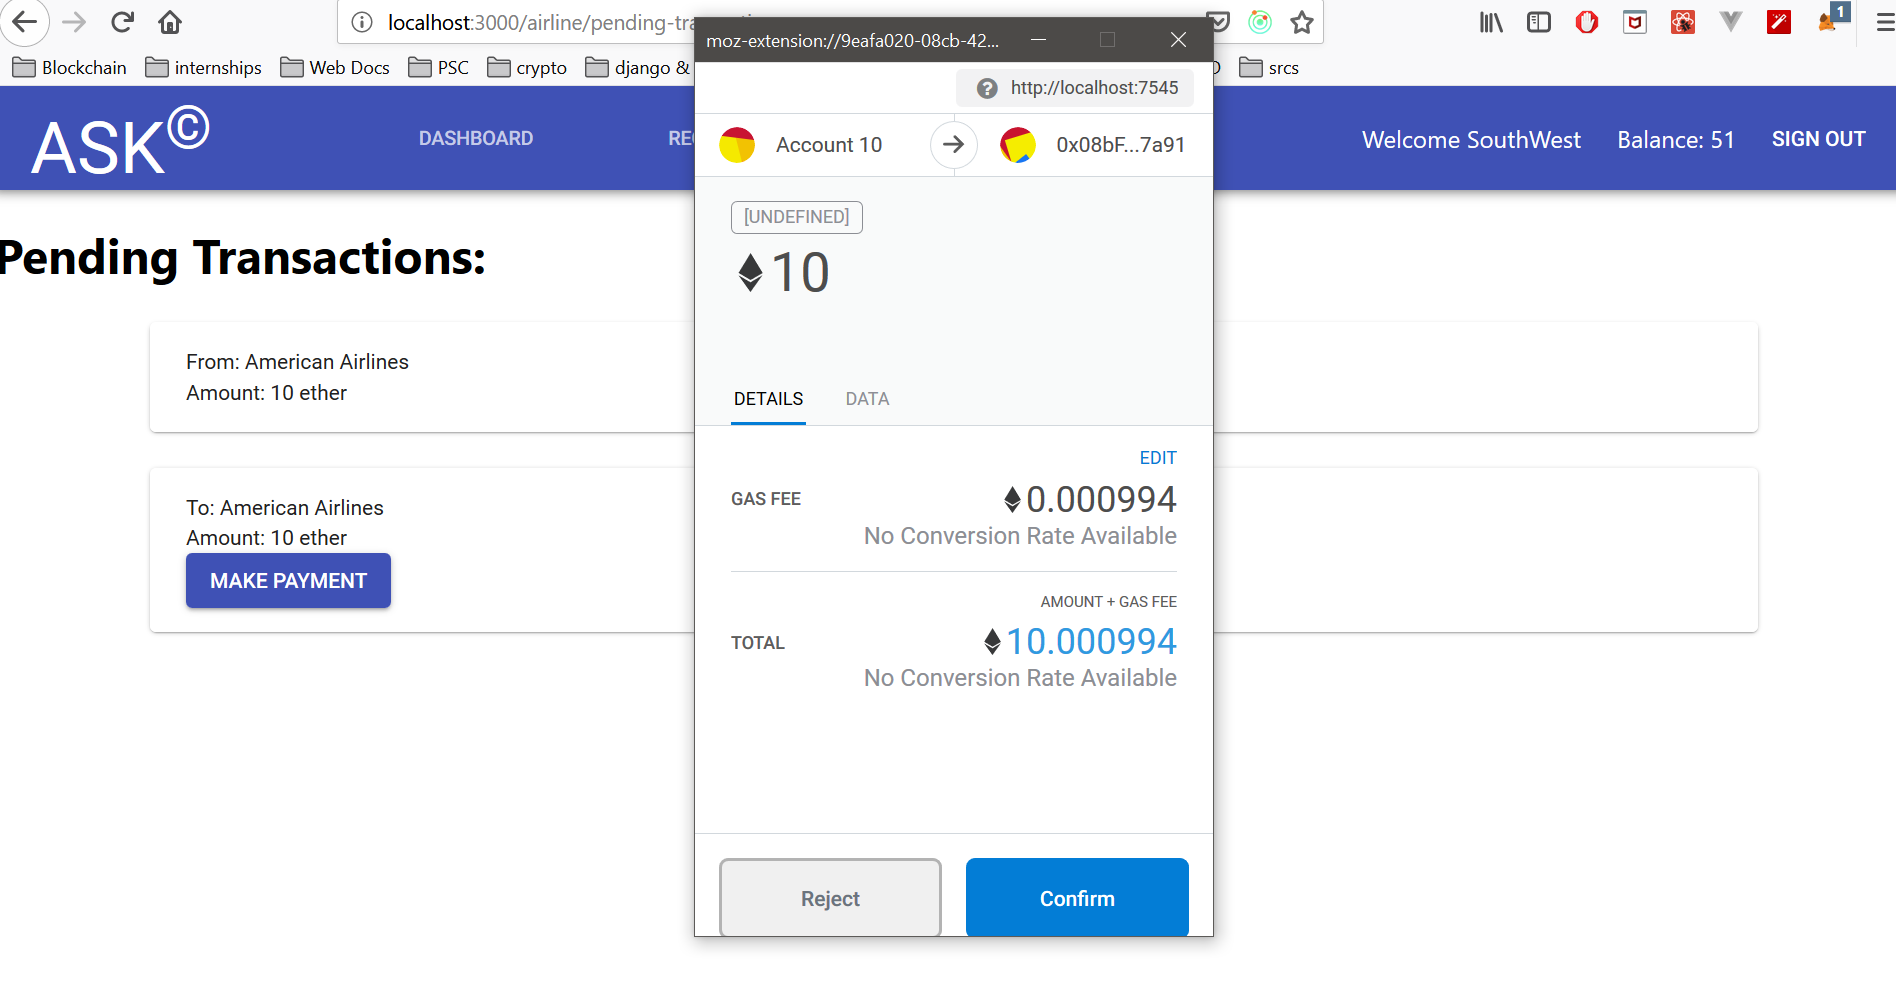 localhost:3000/airline/pending-transacti
moz-extension://9eafa020-08cb-42...
1
Blockchain
internships
Web Docs
PSC
crypto
django &
srcs
http://localhost:7545
ASK©
DASHBOARD
Account 10
0x08bF...7a91
Welcome SouthWest
Balance: 51
SIGN OUT
[UNDEFINED]
10
Pending Transactions:
From: American Airlines
Amount: 10 ether
To: American Airlines
Amount: 10 ether
MAKE PAYMENT
DETAILS
DATA
EDIT
GAS FEE
0.000994
No Conversion Rate Available
AMOUNT + GAS FEE
TOTAL
10.000994
No Conversion Rate Available
Reject
Confirm